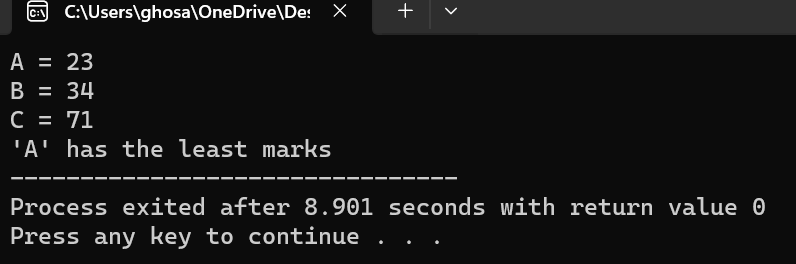 C:\Users\ghosa\OneDrive\Des
A = 23
B = 34
C = 71
'A' has the least marks
--------------------------------
Process exited after 8.901 seconds with return value 0
Press any key to continue . . .